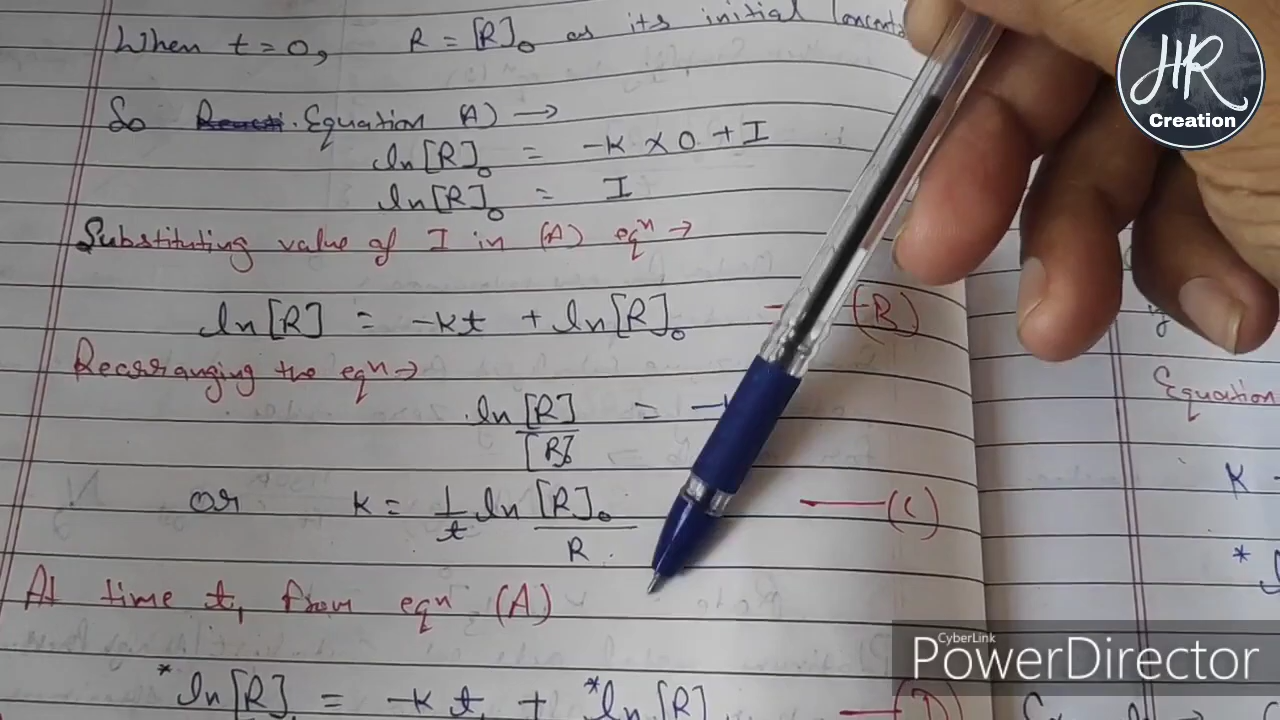 When t = 0, R = [R]₀ as its initial
HR
Creation
So Equation (A) →
ln[R]₀ = -K × 0 + I
ln[R]₀ = I
Substituting value of I in (A) eqⁿ →
ln[R] = -kt + ln[R]₀ (B)
Rearranging the eqn →
ln [R] / [R]₀ = -
or K = 1/t ln [R]₀ / R — (C)
At time t₁ from eqn (A)
*ln[R] = -K t₁ + *ln[R] — (D)
Equation
K -
*
CyberLink
PowerDirector